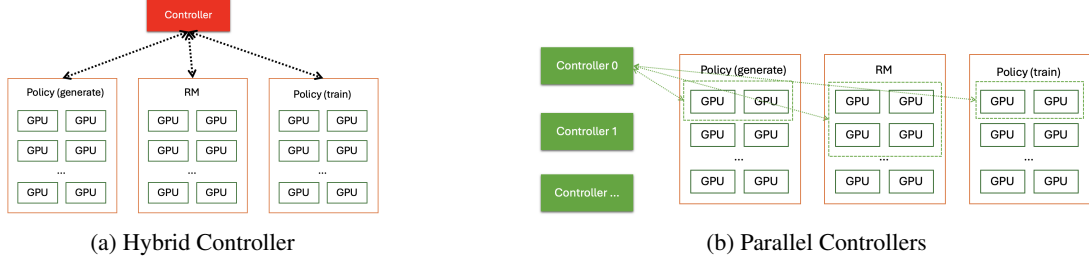 Controller
Policy (generate)
RM
Policy (train)
GPU GPU GPU GPU GPU GPU
GPU GPU GPU GPU GPU GPU
... ... ...
GPU GPU GPU GPU GPU GPU
(a) Hybrid Controller
Controller 0
Controller 1
Controller ...
Policy (generate)
RM
Policy (train)
GPU GPU GPU GPU GPU GPU
GPU GPU GPU GPU GPU GPU
... ... ...
GPU GPU GPU GPU GPU GPU
(b) Parallel Controllers